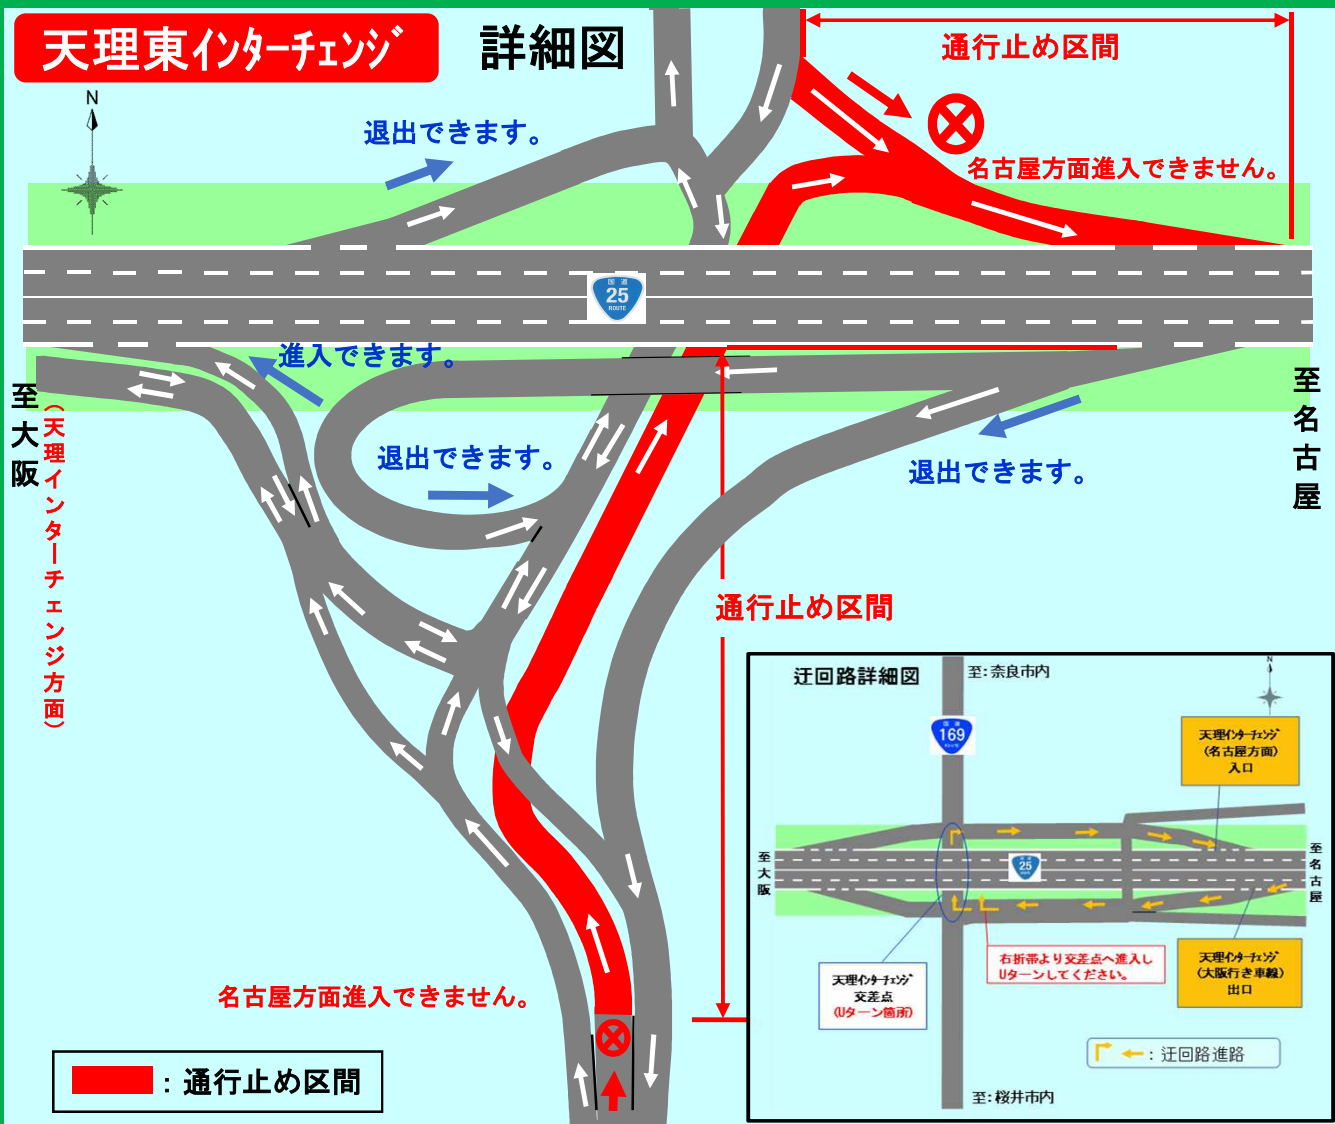 天理東インターチェンジ
詳細図
通行止め区間
N
退出できます。
名古屋方面進入できません。
国道
25
ROUTE
進入できます。
至大阪
（天理インターチェンジ方面）
至名古屋
退出できます。
退出できます。
通行止め区間
名古屋方面進入できません。
：通行止め区間
迂回路詳細図
至：奈良市内
N
国道
169
ROUTE
天理インターチェンジ
（名古屋方面）
入口
至大阪
25
至名古屋
右折帯より交差点へ進入し
Uターンしてください。
天理インターチェンジ
交差点
（Uターン箇所）
天理インターチェンジ
（大阪行き車線）
出口
：迂回路進路
至：桜井市内